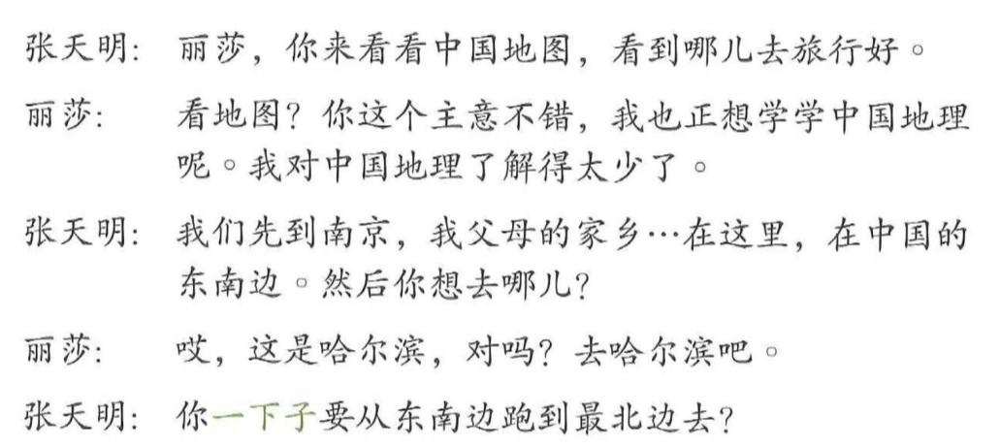 张天明： 丽莎，你来看看中国地图，看到哪儿去旅行好。
丽莎： 看地图？你这个主意不错，我也正想学学中国地理
呢。我对中国地理了解得太少了。
张天明： 我们先到南京，我父母的家乡…在这里，在中国的
东南边。然后你想去哪儿？
丽莎： 哎，这是哈尔滨，对吗？去哈尔滨吧。
张天明： 你一下子要从东南边跑到最北边去？